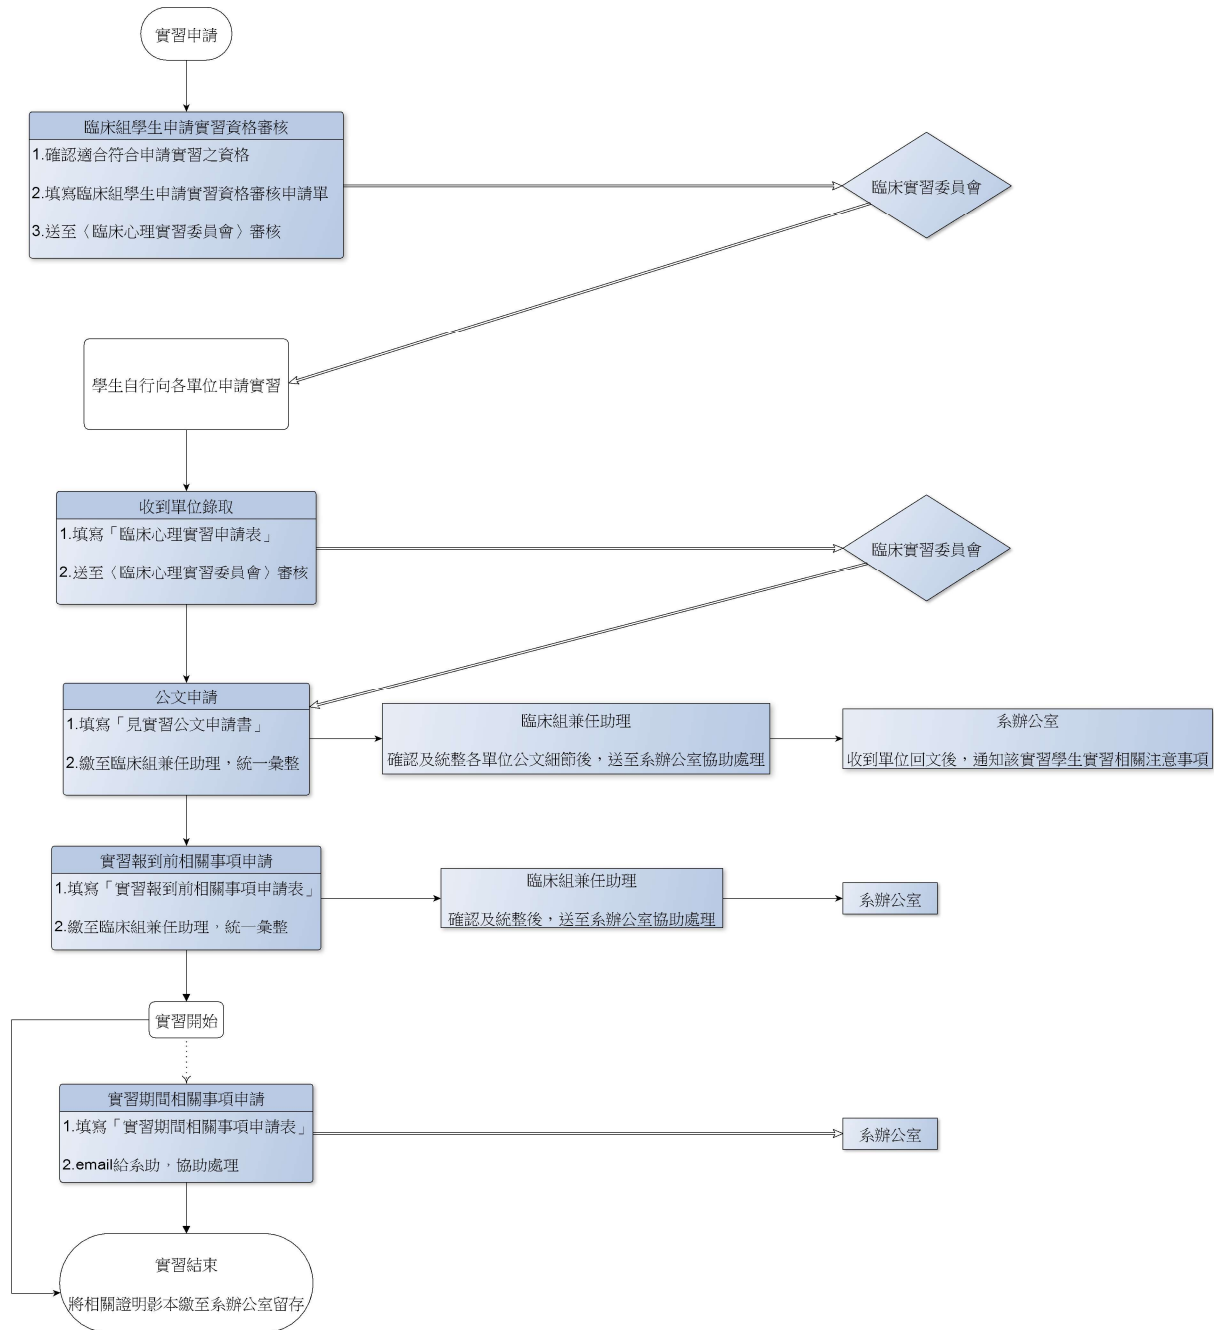 實習申請
臨床組學生申請實習資格審核
1.確認適合符合申請實習之資格
2.填寫臨床組學生申請實習資格審核申請單
3.送至〈臨床心理實習委員會〉審核
臨床實習委員會
學生自行向各單位申請實習
收到單位錄取
1.填寫「臨床心理實習申請表」
2.送至〈臨床心理實習委員會〉審核
臨床實習委員會
公文申請
1.填寫「見實習公文申請書」
2.繳至臨床組兼任助理，統一彙整
臨床組兼任助理
確認及統整各單位公文細節後，送至系辦公室協助處理
系辦公室
收到單位回文後，通知該實習學生實習相關注意事項
實習報到前相關事項申請
1.填寫「實習報到前相關事項申請表」
2.繳至臨床組兼任助理，統一彙整
臨床組兼任助理
確認及統整後，送至系辦公室協助處理
系辦公室
實習開始
實習期間相關事項申請
1.填寫「實習期間相關事項申請表」
2.email給系助，協助處理
系辦公室
實習結束
將相關證明影本繳至系辦公室留存